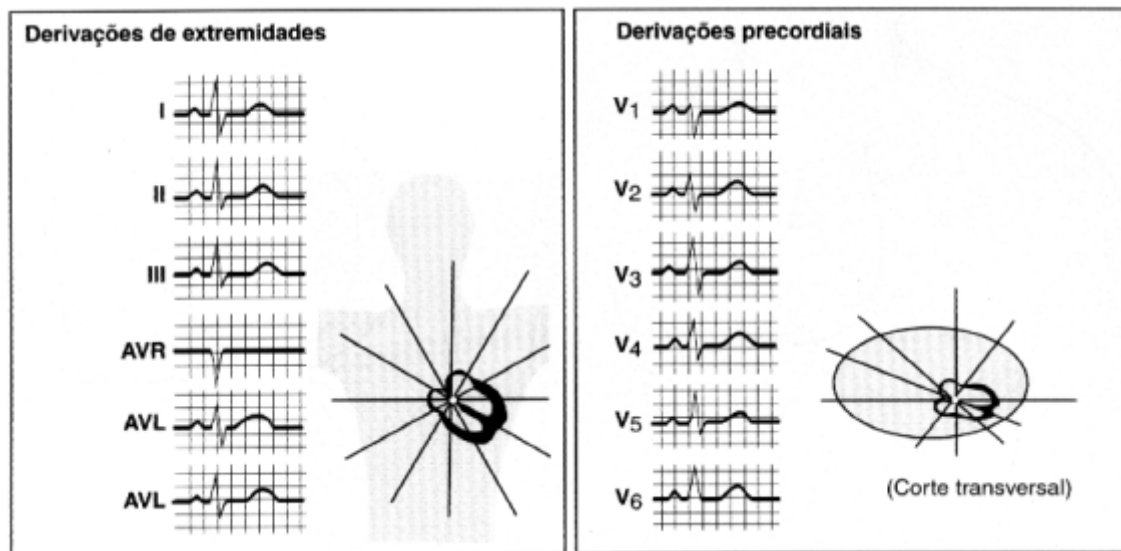 Derivações de extremidades
I
II
III
AVR
AVL
AVL
Derivações precordiais
V1
V2
V3
V4
V5
V6
(Corte transversal)